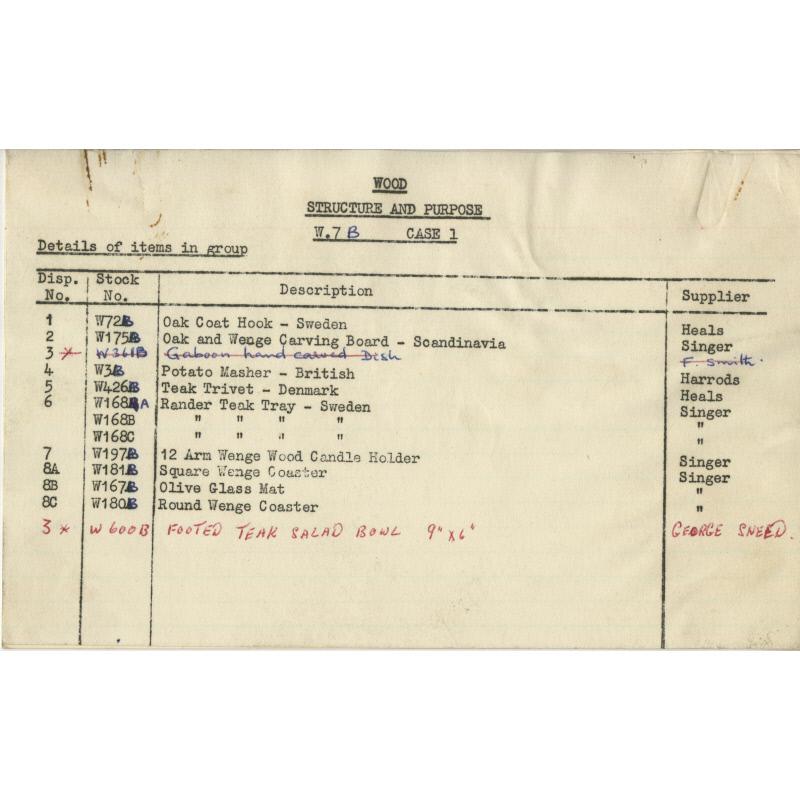 WOOD
STRUCTURE AND PURPOSE
W.7 B CASE 1
Details of items in group
Disp. No. Stock No. Description Supplier
1 W72B Oak Coat Hook - Sweden Heals
2 W175B Oak and Wenge Carving Board - Scandinavia Singer
3 * W361B Gaboon hand carved Dish F. Smith.
4 W3B Potato Masher - British Harrods
5 W426B Teak Trivet - Denmark Heals
6 W168A Rander Teak Tray - Sweden Singer
W168B " " " " "
W168C " " " " "
7 W197B 12 Arm Wenge Wood Candle Holder Singer
8A W181B Square Wenge Coaster Singer
8B W167B Olive Glass Mat "
8C W180B Round Wenge Coaster "
3 * W600B FOOTED TEAK SALAD BOWL 9" x 6" GEORGE SNEED.